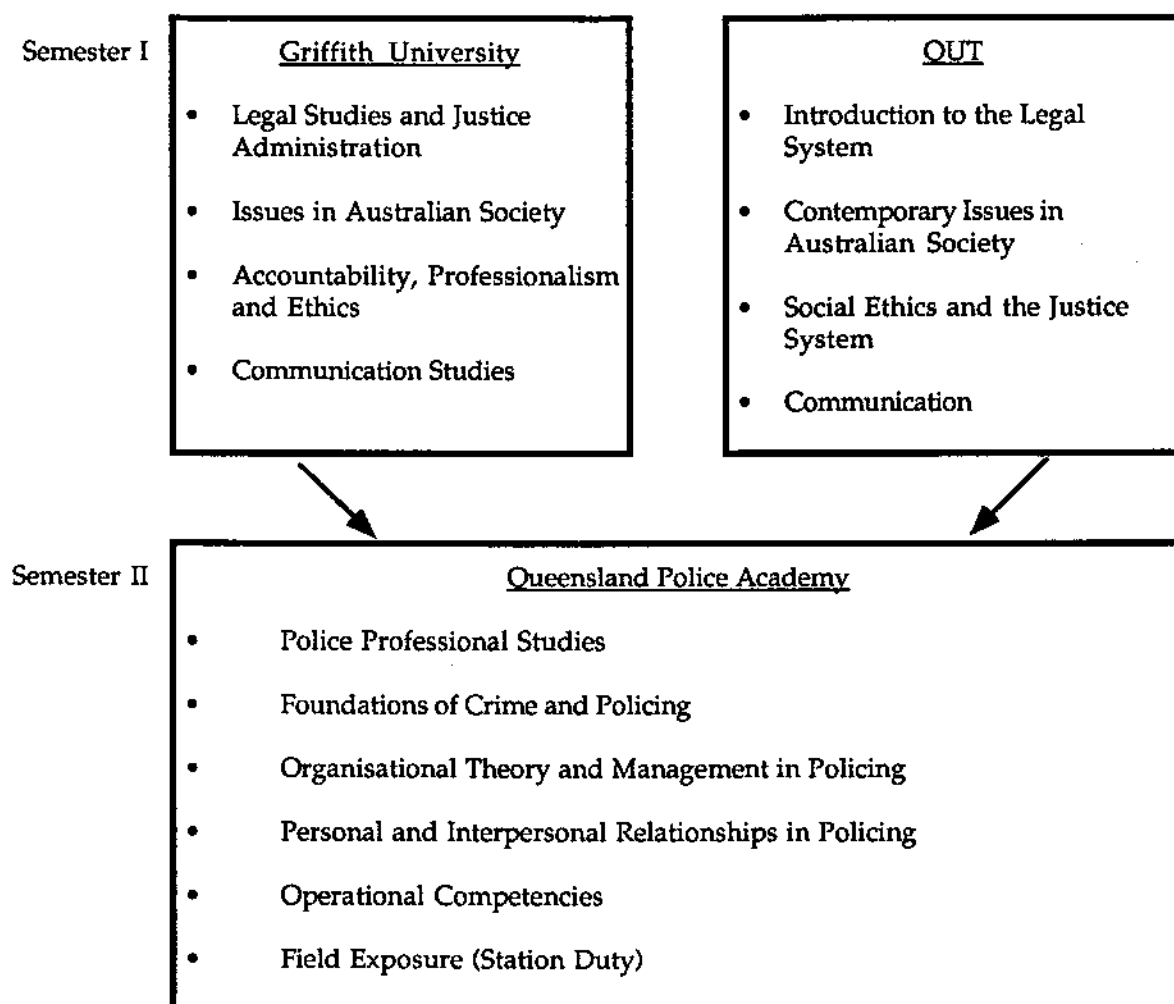 Semester I
Griffith University
• Legal Studies and Justice
Administration
• Issues in Australian Society
• Accountability, Professionalism
and Ethics
• Communication Studies
QUT
• Introduction to the Legal
System
• Contemporary Issues in
Australian Society
• Social Ethics and the Justice
System
• Communication
Semester II
Queensland Police Academy
• Police Professional Studies
• Foundations of Crime and Policing
• Organisational Theory and Management in Policing
• Personal and Interpersonal Relationships in Policing
• Operational Competencies
• Field Exposure (Station Duty)